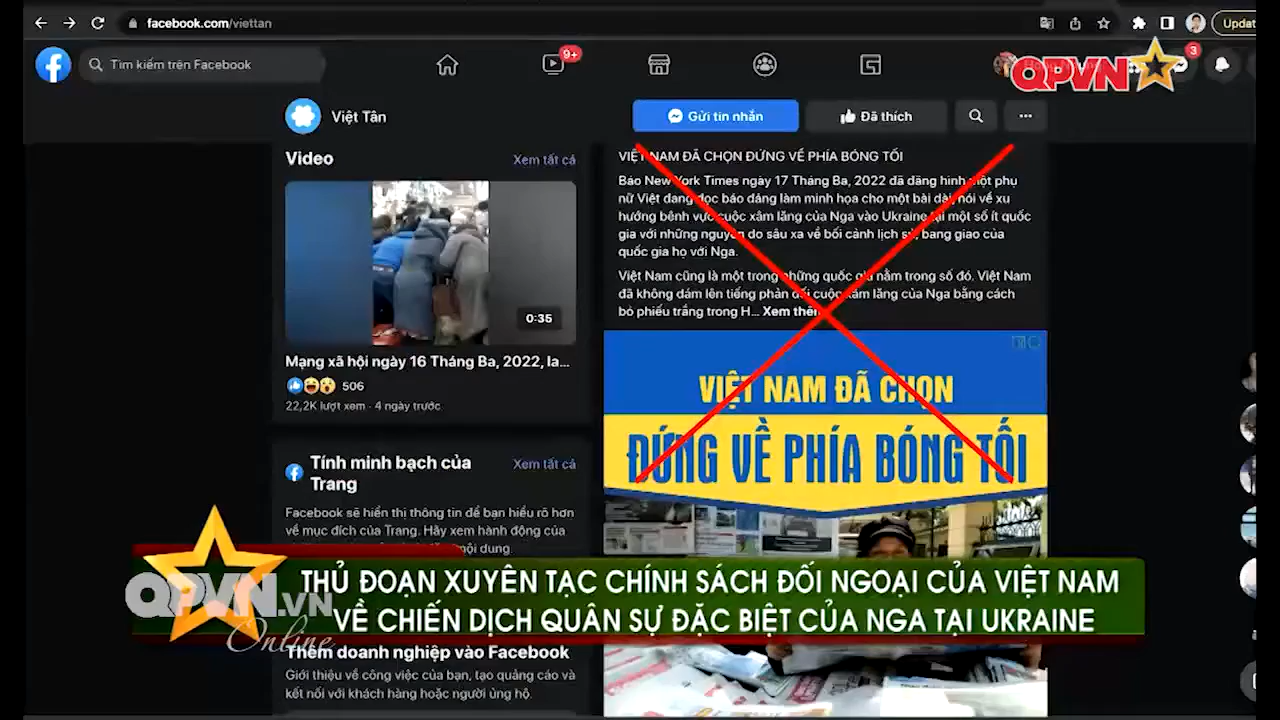 facebook.com/viettan
Updat
Tìm kiếm trên Facebook
9+
3
QPVN
Việt Tân
Gửi tin nhắn
Đã thích
Video
Xem tất cả
0:35
Mạng xã hội ngày 16 Tháng Ba, 2022, la...
506
22,2K lượt xem · 4 ngày trước
Tính minh bạch của
Trang
Xem tất cả
Facebook sẽ hiển thị thông tin để bạn hiểu rõ hơn
về mục đích của Trang. Hãy xem hành động của
nội dung.
VIỆT NAM ĐÃ CHỌN ĐỨNG VỀ PHÍA BÓNG TỐI
Báo New York Times ngày 17 Tháng Ba, 2022 đã đăng hình một phụ
nữ Việt đang đọc báo đảng làm minh họa cho một bài dài, nói về xu
hướng bênh vực cuộc xâm lăng của Nga vào Ukraine tại một số ít quốc
gia với những nguyên do sâu xa về bối cảnh lịch sử, bang giao của
quốc gia họ với Nga.
Việt Nam cũng là một trong những quốc gia nằm trong số đó. Việt Nam
đã không dám lên tiếng phản đối cuộc xâm lăng của Nga bằng cách
bỏ phiếu trắng trong H... Xem thêm
VIỆT NAM ĐÃ CHỌN
ĐỨNG VỀ PHÍA BÓNG TỐI
THỦ ĐOẠN XUYÊN TẠC CHÍNH SÁCH ĐỐI NGOẠI CỦA VIỆT NAM
VỀ CHIẾN DỊCH QUÂN SỰ ĐẶC BIỆT CỦA NGA TẠI UKRAINE
QPVN.VN
Online
Thêm doanh nghiệp vào Facebook
Giới thiệu về công việc của bạn, tạo quảng cáo và
kết nối với khách hàng hoặc người ủng hộ.